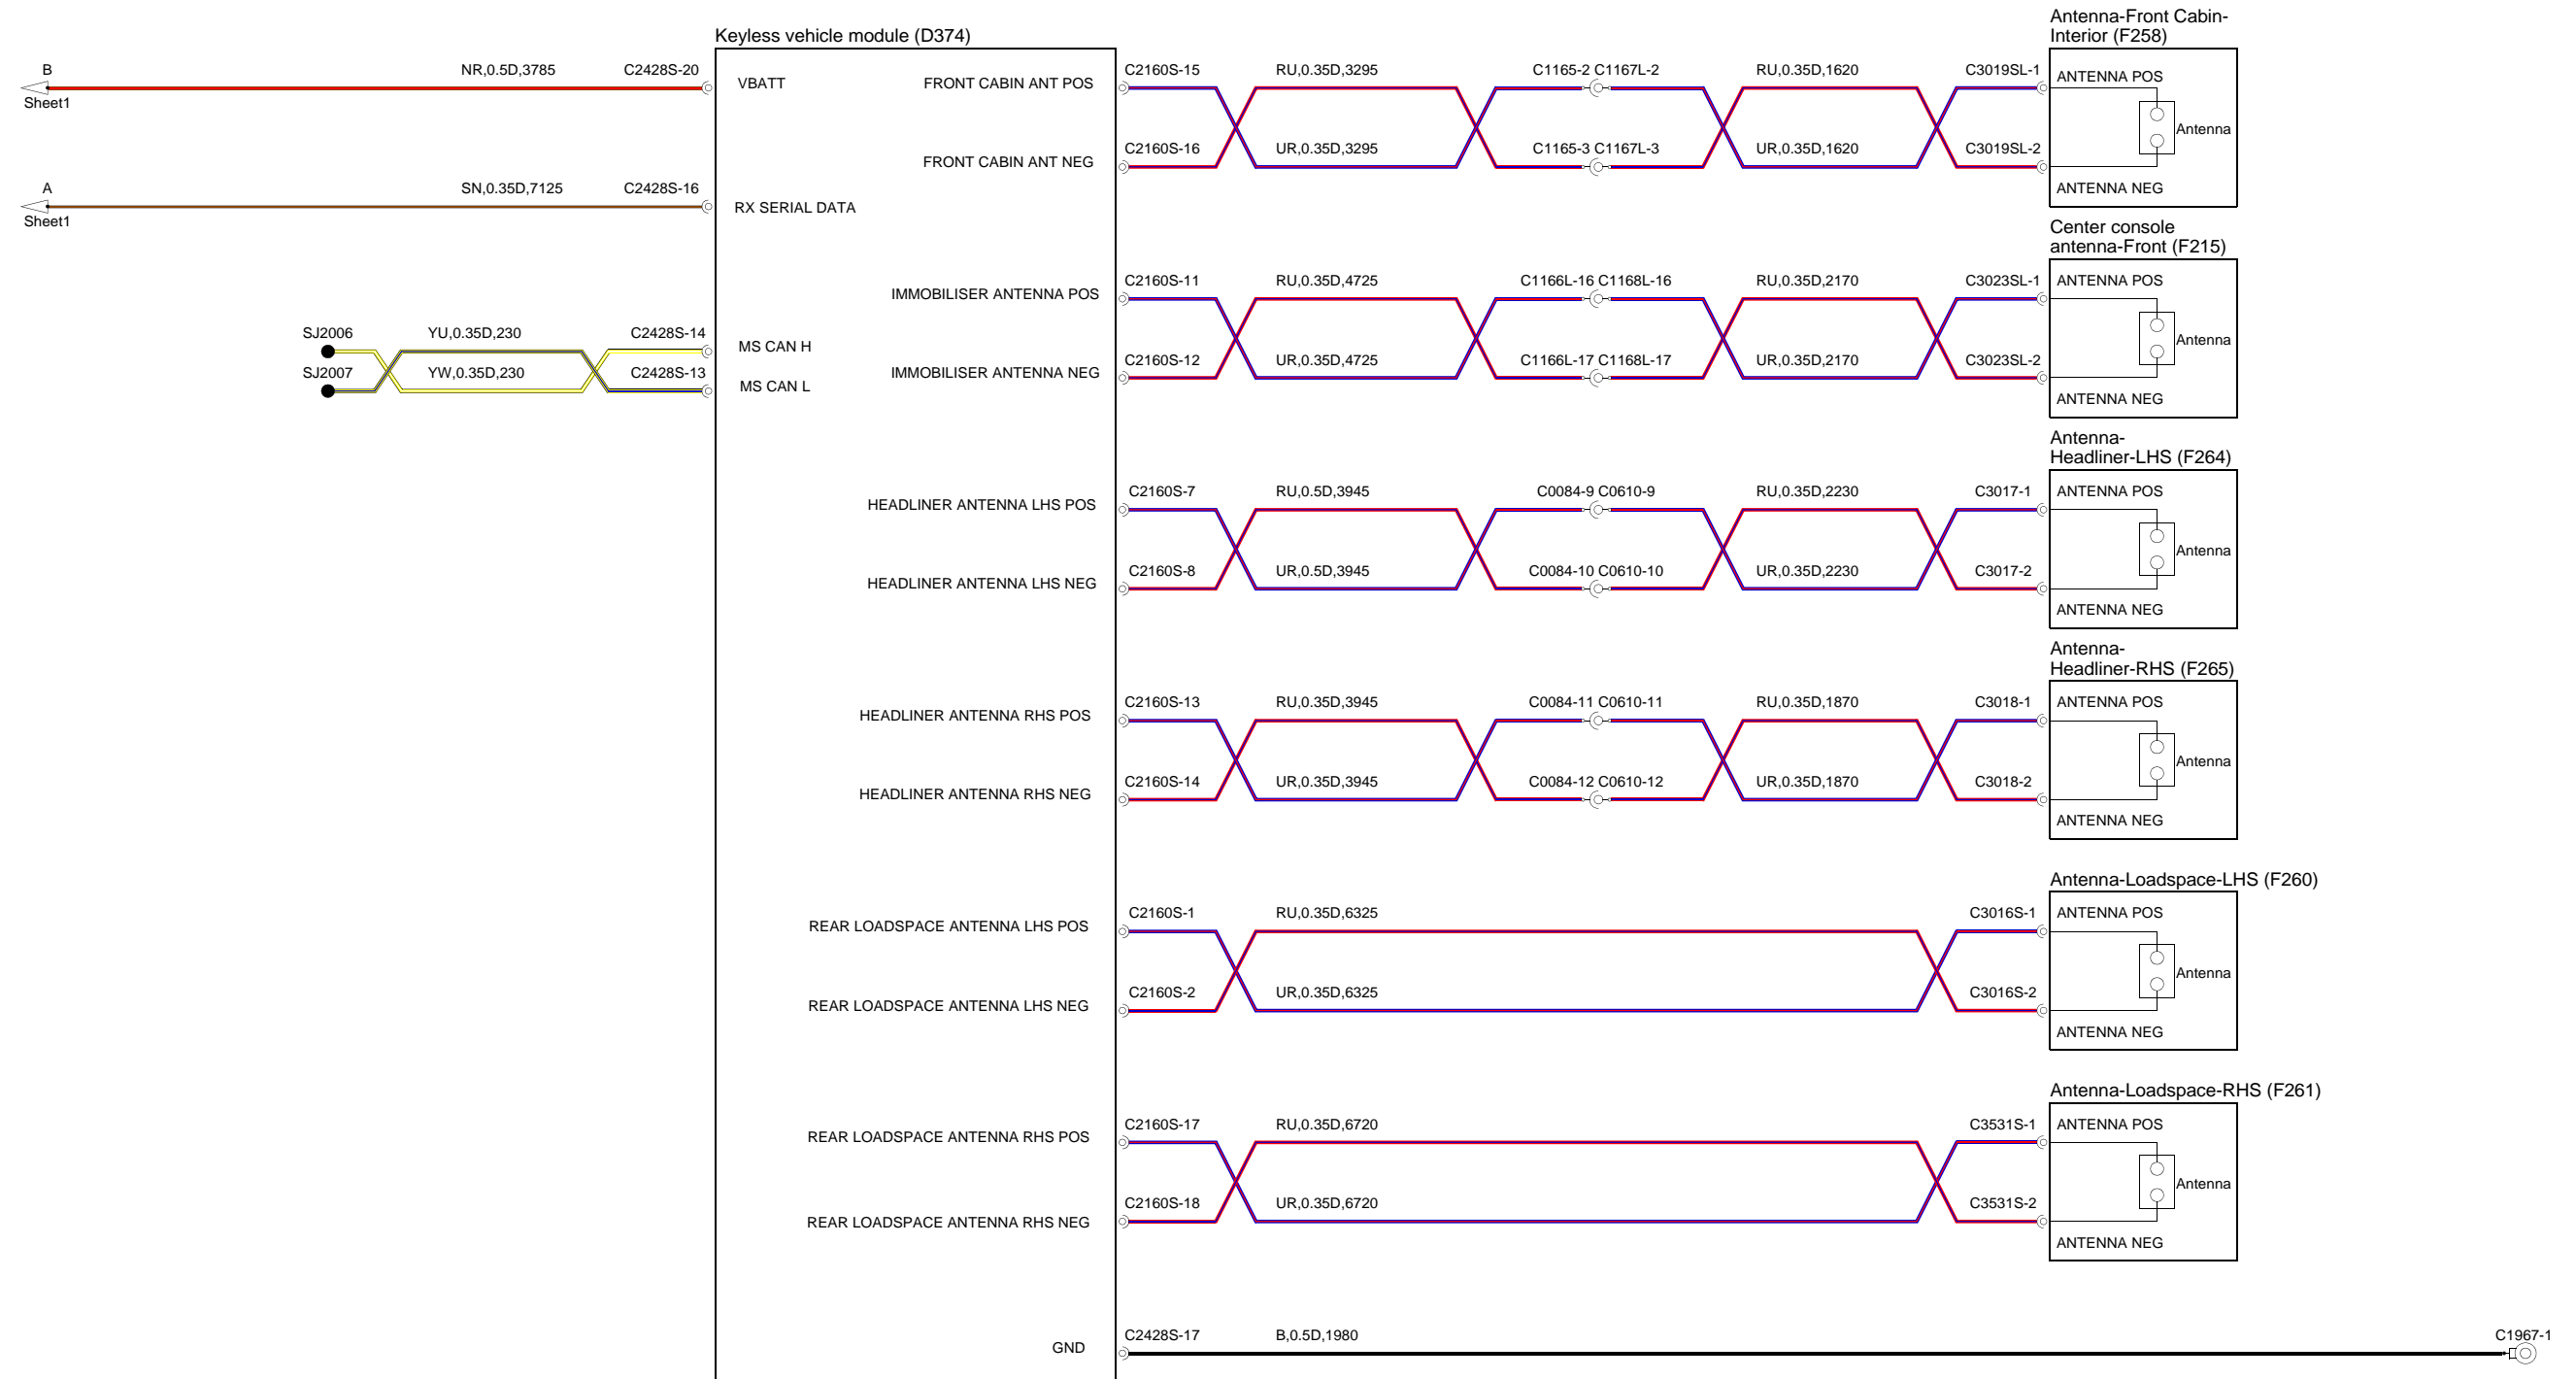 Antenna-Front Cabin-
Interior (F258)
Keyless vehicle module (D374)
B
NR,0.5D,3785
C2428S-20
VBATT
FRONT CABIN ANT POS
C2160S-15
RU,0.35D,3295
C1165-2 C1167L-2
RU,0.35D,1620
C3019SL-1
ANTENNA POS
Sheet1
Antenna
FRONT CABIN ANT NEG
C2160S-16
UR,0.35D,3295
C1165-3 C1167L-3
UR,0.35D,1620
C3019SL-2
ANTENNA NEG
A
SN,0.35D,7125
C2428S-16
RX SERIAL DATA
Sheet1
Center console
antenna-Front (F215)
IMMOBILISER ANTENNA POS
C2160S-11
RU,0.35D,4725
C1166L-16 C1168L-16
RU,0.35D,2170
C3023SL-1
ANTENNA POS
SJ2006
YU,0.35D,230
C2428S-14
MS CAN H
Antenna
SJ2007
YW,0.35D,230
C2428S-13
MS CAN L
IMMOBILISER ANTENNA NEG
C2160S-12
UR,0.35D,4725
C1166L-17 C1168L-17
UR,0.35D,2170
C3023SL-2
ANTENNA NEG
Antenna-
Headliner-LHS (F264)
HEADLINER ANTENNA LHS POS
C2160S-7
RU,0.5D,3945
C0084-9 C0610-9
RU,0.35D,2230
C3017-1
ANTENNA POS
Antenna
HEADLINER ANTENNA LHS NEG
C2160S-8
UR,0.5D,3945
C0084-10 C0610-10
UR,0.35D,2230
C3017-2
ANTENNA NEG
Antenna-
Headliner-RHS (F265)
HEADLINER ANTENNA RHS POS
C2160S-13
RU,0.35D,3945
C0084-11 C0610-11
RU,0.35D,1870
C3018-1
ANTENNA POS
Antenna
HEADLINER ANTENNA RHS NEG
C2160S-14
UR,0.35D,3945
C0084-12 C0610-12
UR,0.35D,1870
C3018-2
ANTENNA NEG
Antenna-Loadspace-LHS (F260)
REAR LOADSPACE ANTENNA LHS POS
C2160S-1
RU,0.35D,6325
C3016S-1
ANTENNA POS
Antenna
REAR LOADSPACE ANTENNA LHS NEG
C2160S-2
UR,0.35D,6325
C3016S-2
ANTENNA NEG
Antenna-Loadspace-RHS (F261)
REAR LOADSPACE ANTENNA RHS POS
C2160S-17
RU,0.35D,6720
C3531S-1
ANTENNA POS
Antenna
REAR LOADSPACE ANTENNA RHS NEG
C2160S-18
UR,0.35D,6720
C3531S-2
ANTENNA NEG
GND
C2428S-17
B,0.5D,1980
C1967-1